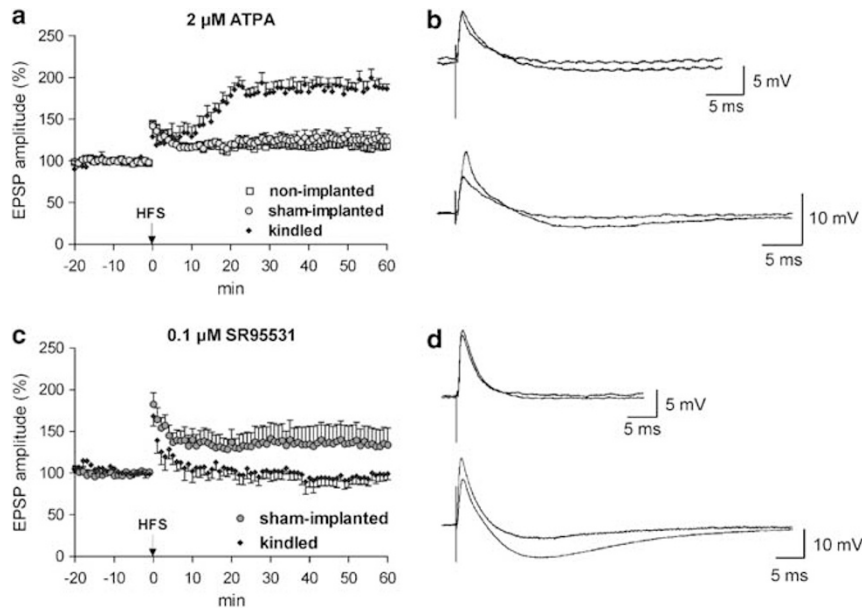 a
2 µM ATPA
EPSP amplitude (%)
250
200
150
100
50
0
HFS
non-implanted
sham-implanted
kindled
-20 -10 0 10 20 30 40 50 60
min
b
5 mV
5 ms
10 mV
5 ms
c
0.1 µM SR95531
EPSP amplitude (%)
250
200
150
100
50
0
HFS
sham-implanted
kindled
-20 -10 0 10 20 30 40 50 60
min
d
5 mV
5 ms
10 mV
5 ms